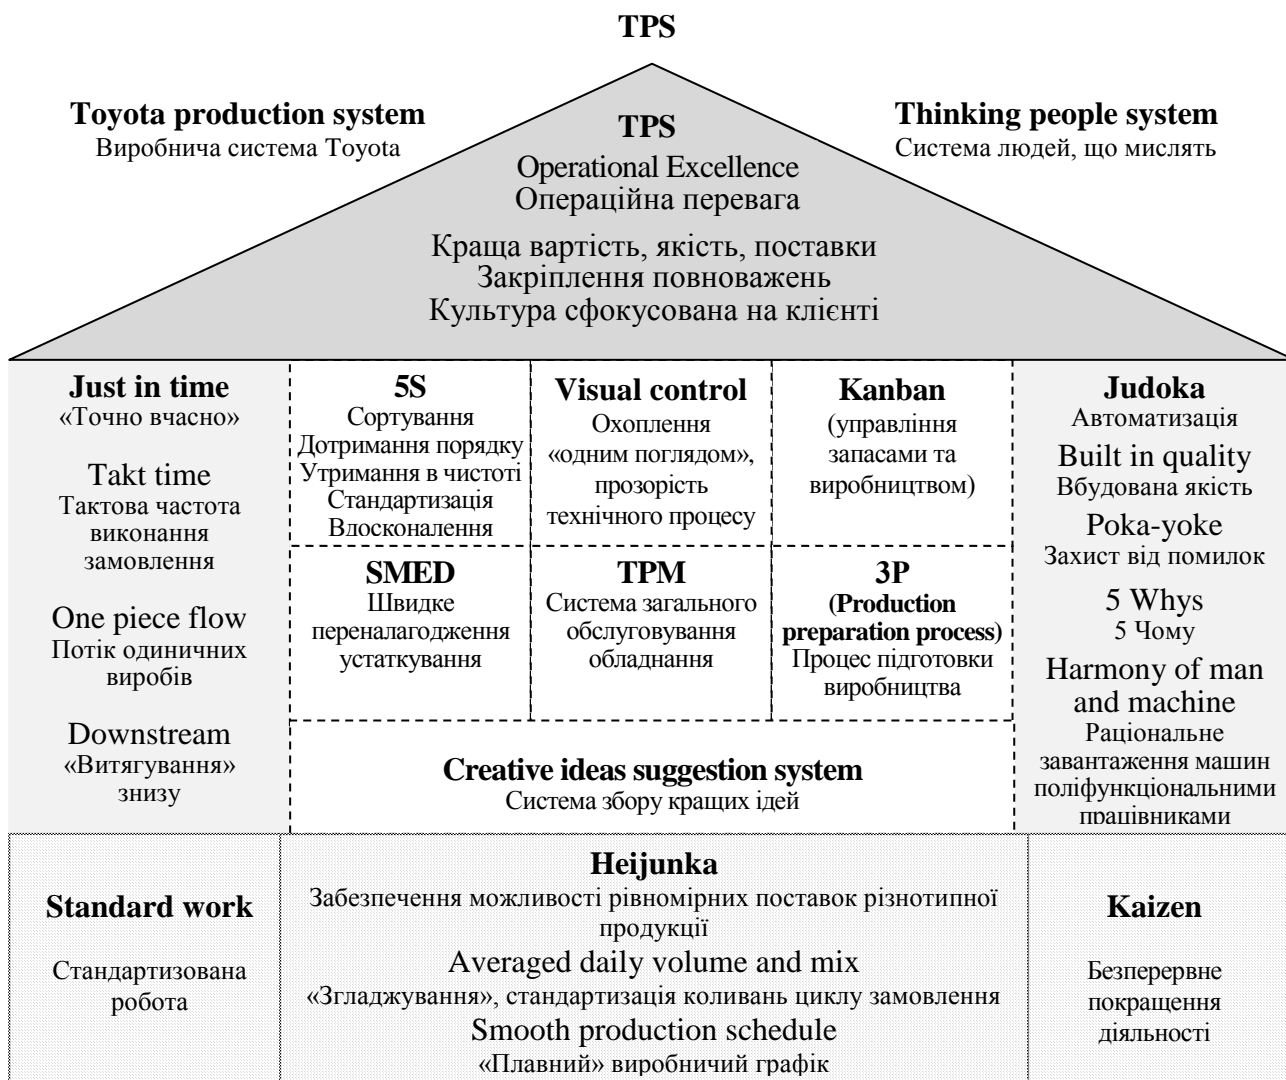 TPS
Toyota production system
Виробнича система Toyota
Thinking people system
Система людей, що мислять
TPS
Operational Excellence
Операційна перевага
Краща вартість, якість, поставки
Закріплення повноважень
Культура сфокусована на клієнті
Just in time
«Точно вчасно»
Takt time
Тактова частота
виконання
замовлення
One piece flow
Потік одиничних
виробів
Downstream
«Витягування»
знизу
5S
Сортування
Дотримання порядку
Утримання в чистоті
Стандартизація
Вдосконалення
Visual control
Охоплення
«одним поглядом»,
прозорість
технічного процесу
Kanban
(управління
запасами та
виробництвом)
SMED
Швидке
переналагодження
устаткування
TPM
Система загального
обслуговування
обладнання
3P
(Production
preparation process)
Процес підготовки
виробництва
Creative ideas suggestion system
Система збору кращих ідей
Judoka
Автоматизація
Built in quality
Вбудована якість
Poka-yoke
Захист від помилок
5 Whys
5 Чому
Harmony of man
and machine
Раціональне
завантаження машин
поліфункціональними
працівниками
Standard work
Стандартизована
робота
Heijunka
Забезпечення можливості рівномірних поставок різнотипної
продукції
Averaged daily volume and mix
«Згладжування», стандартизація коливань циклу замовлення
Smooth production schedule
«Плавний» виробничий графік
Kaizen
Безперервне
покращення
діяльності